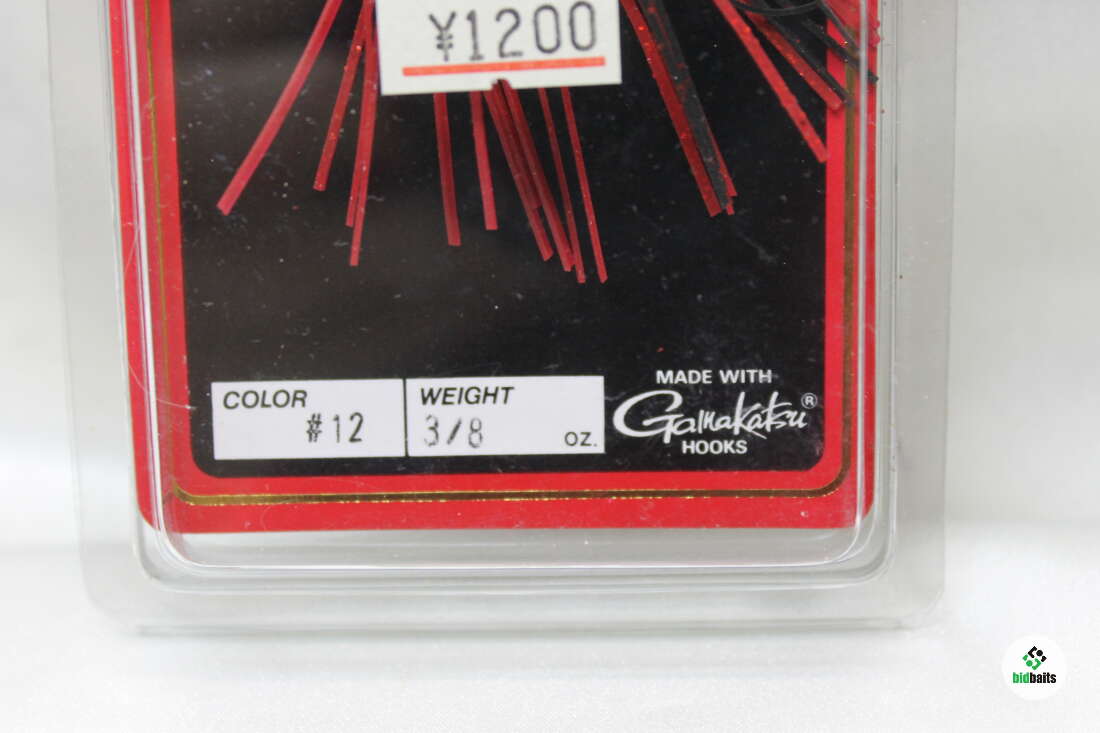 ¥1200
COLOR
#12
WEIGHT
3/8 OZ.
MADE WITH
Gamakatsu®
HOOKS
bidbaits